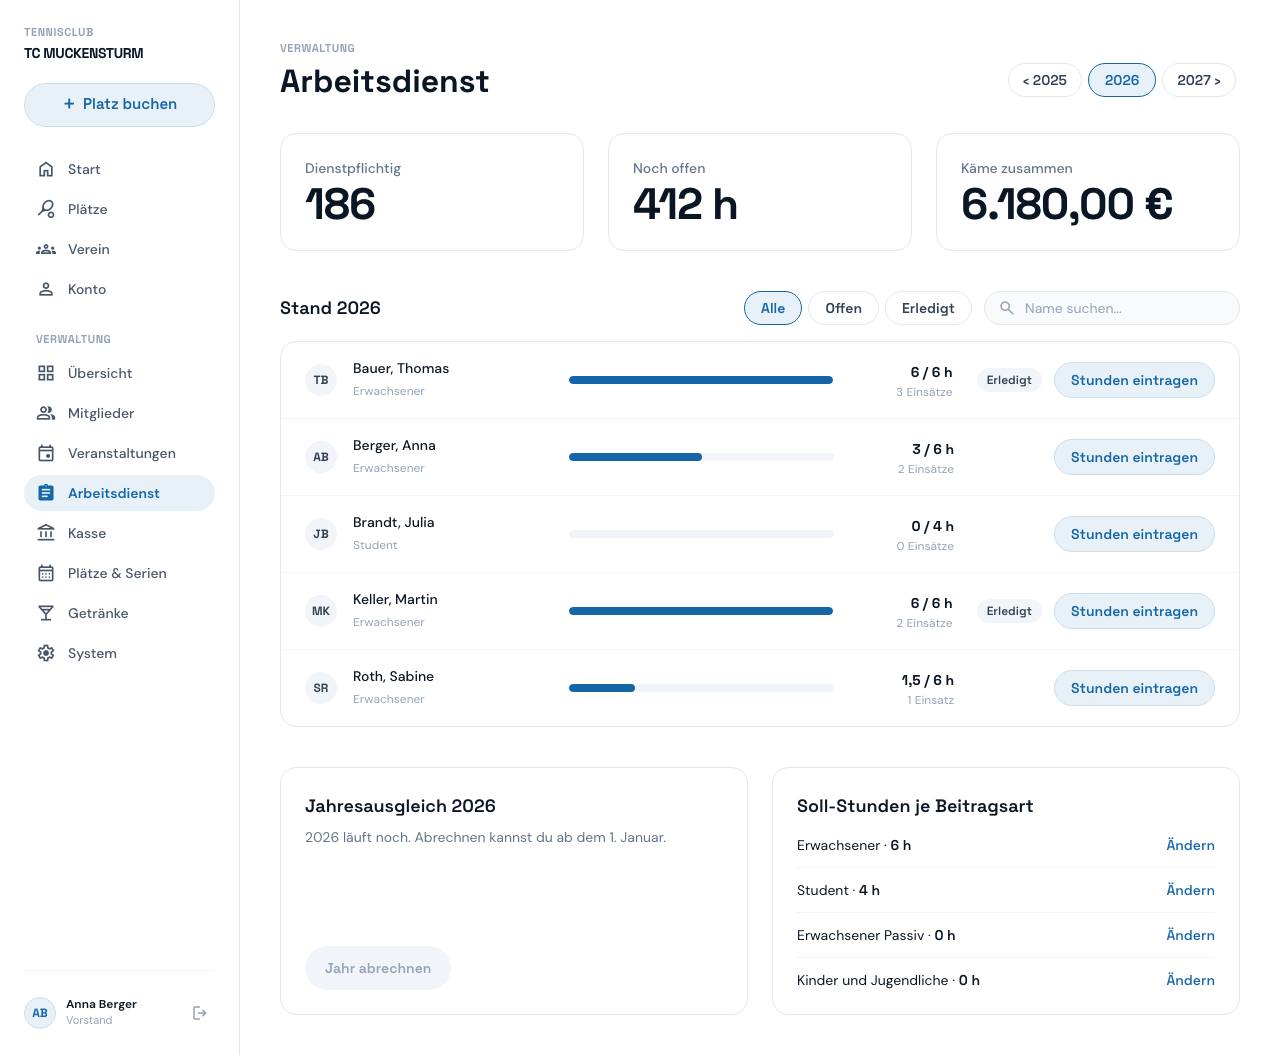 TENNISCLUB
TC MUCKENSTURM
+ Platz buchen
Start
Plätze
Verein
Konto
VERWALTUNG
Übersicht
Mitglieder
Veranstaltungen
Arbeitsdienst
Kasse
Plätze & Serien
Getränke
System
AB
Anna Berger
Vorstand
VERWALTUNG
Arbeitsdienst
< 2025
2026
2027 >
Dienstpflichtig
186
Noch offen
412 h
Käme zusammen
6.180,00 €
Stand 2026
Alle
Offen
Erledigt
Name suchen…
TB
Bauer, Thomas
Erwachsener
6 / 6 h
3 Einsätze
Erledigt
Stunden eintragen
AB
Berger, Anna
Erwachsener
3 / 6 h
2 Einsätze
Stunden eintragen
JB
Brandt, Julia
Student
0 / 4 h
0 Einsätze
Stunden eintragen
MK
Keller, Martin
Erwachsener
6 / 6 h
2 Einsätze
Erledigt
Stunden eintragen
SR
Roth, Sabine
Erwachsener
1,5 / 6 h
1 Einsatz
Stunden eintragen
Jahresausgleich 2026
2026 läuft noch. Abrechnen kannst du ab dem 1. Januar.
Jahr abrechnen
Soll-Stunden je Beitragsart
Erwachsener · 6 h
Ändern
Student · 4 h
Ändern
Erwachsener Passiv · 0 h
Ändern
Kinder und Jugendliche · 0 h
Ändern